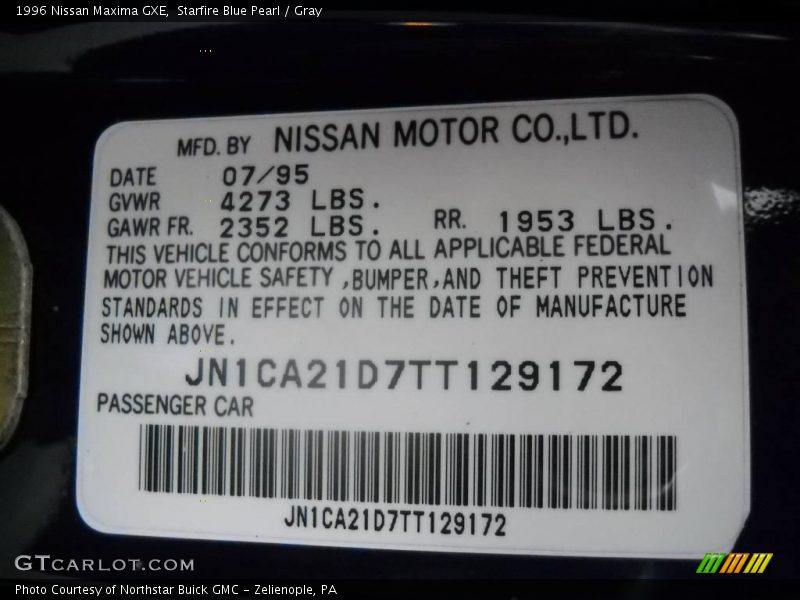 1996 Nissan Maxima GXE,  Starfire Blue Pearl / Gray
MFD. BY NISSAN MOTOR CO.,LTD.
DATE 07/95
GVWR 4273 LBS.
GAWR FR. 2352 LBS. RR. 1953 LBS.
THIS VEHICLE CONFORMS TO ALL APPLICABLE FEDERAL
MOTOR VEHICLE SAFETY ,BUMPER,AND THEFT PREVENTION
STANDARDS IN EFFECT ON THE DATE OF MANUFACTURE
SHOWN ABOVE.
JN1CA21D7TT129172
PASSENGER CAR
JN1CA21D7TT129172
GTCARLOT.COM
Photo Courtesy of Northstar Buick GMC - Zelienople, PA